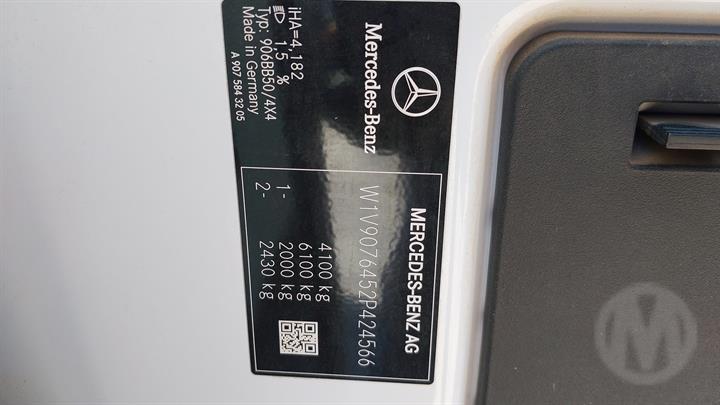 MERCEDES-BENZ AG
W1V9076452P424566
4100 kg
6100 kg
1- 2000 kg
2- 2430 kg
Mercedes-Benz
iHA=4,182
1,5 %
Typ: 906BB50/4X4
Made in Germany
A 907 584 32 05
M